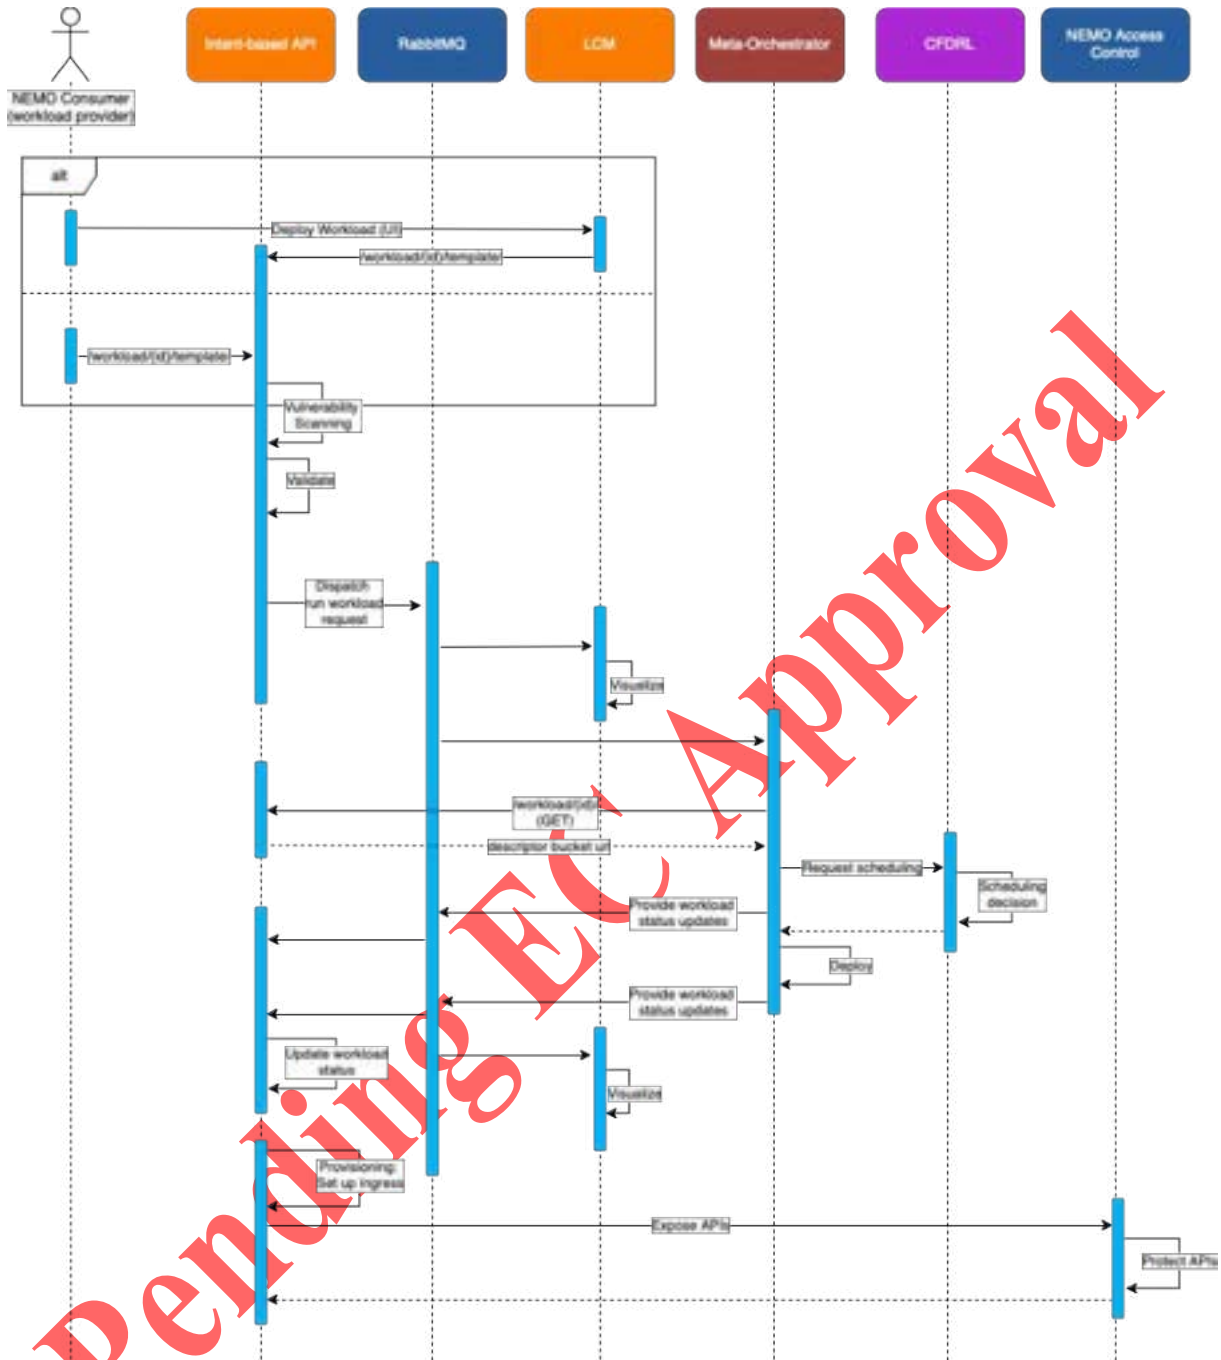 Intent-based API
RabbitMQ
LCM
Meta-Orchestrator
CFDRL
NEMO Access
Control
NEMO Consumer
(workload provider)
alt
Deploy Workload (UI)
/workload/{id}/template/
/workload/{id}/template/
Vulnerability
Scanning
Validate
Dispatch
run workload
request
Visualize
/workload/{id}/
(GET)
descriptor bucket url
Request scheduling
Scheduling
decision
Provide workload
status updates
Deploy
Provide workload
status updates
Update workload
status
Visualize
Provisioning:
Set up ingress
Expose APIs
Protect APIs
Pending EC Approval